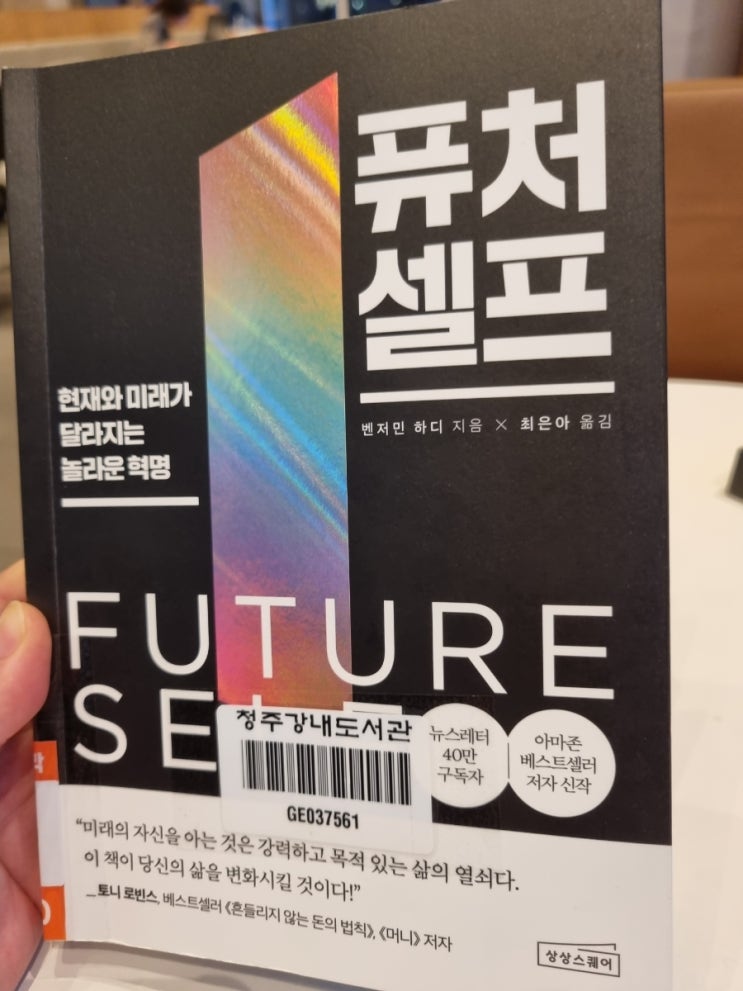 퓨처
셀프
벤저민 하디 지음 × 최은아 옮김
현재와 미래가
달라지는
놀라운 혁명
FUTURE
SE
청주강내도서관
GE037561
뉴스레터
40만
구독자
아마존
베스트셀러
저자 신작
“미래의 자신을 아는 것은 강력하고 목적 있는 삶의 열쇠다.
이 책이 당신의 삶을 변화시킬 것이다!”
—토니 로빈스, 베스트셀러 《흔들리지 않는 돈의 법칙》, 《머니》 저자
상상스퀘어